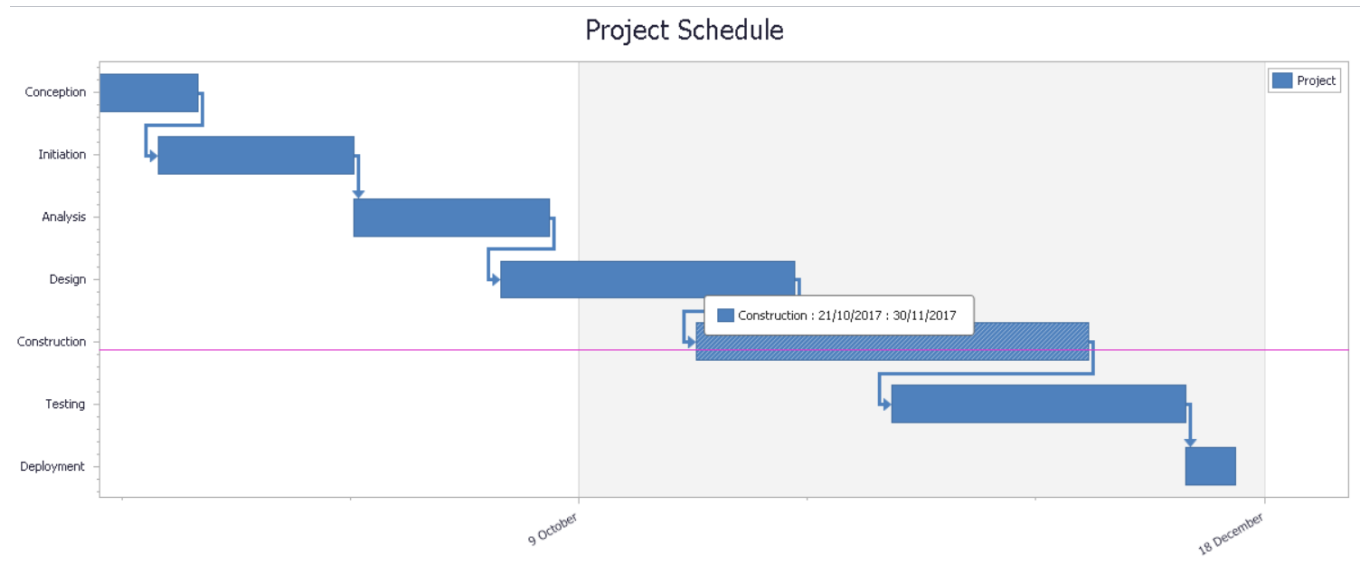 Project Schedule
Project
Conception
Initiation
Analysis
Design
Construction : 21/10/2017 : 30/11/2017
Construction
Testing
Deployment
9 October
18 December